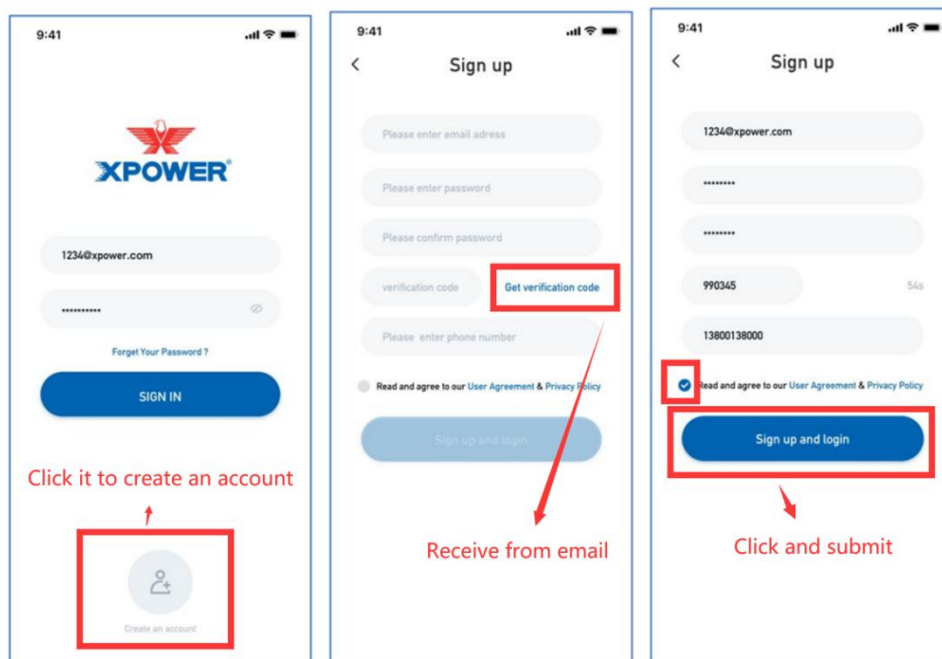 9:41
XPOWER®
1234@xpower.com
••••••••••
Forget Your Password ?
SIGN IN
Click it to create an account
Create an account
9:41
Sign up
Please enter email adress
Please enter password
Please confirm password
verification code
Get verification code
Please enter phone number
Read and agree to our User Agreement & Privacy Policy
Sign up and login
Receive from email
9:41
Sign up
1234@xpower.com
••••••••
••••••••
990345
54s
13800138000
Read and agree to our User Agreement & Privacy Policy
Sign up and login
Click and submit